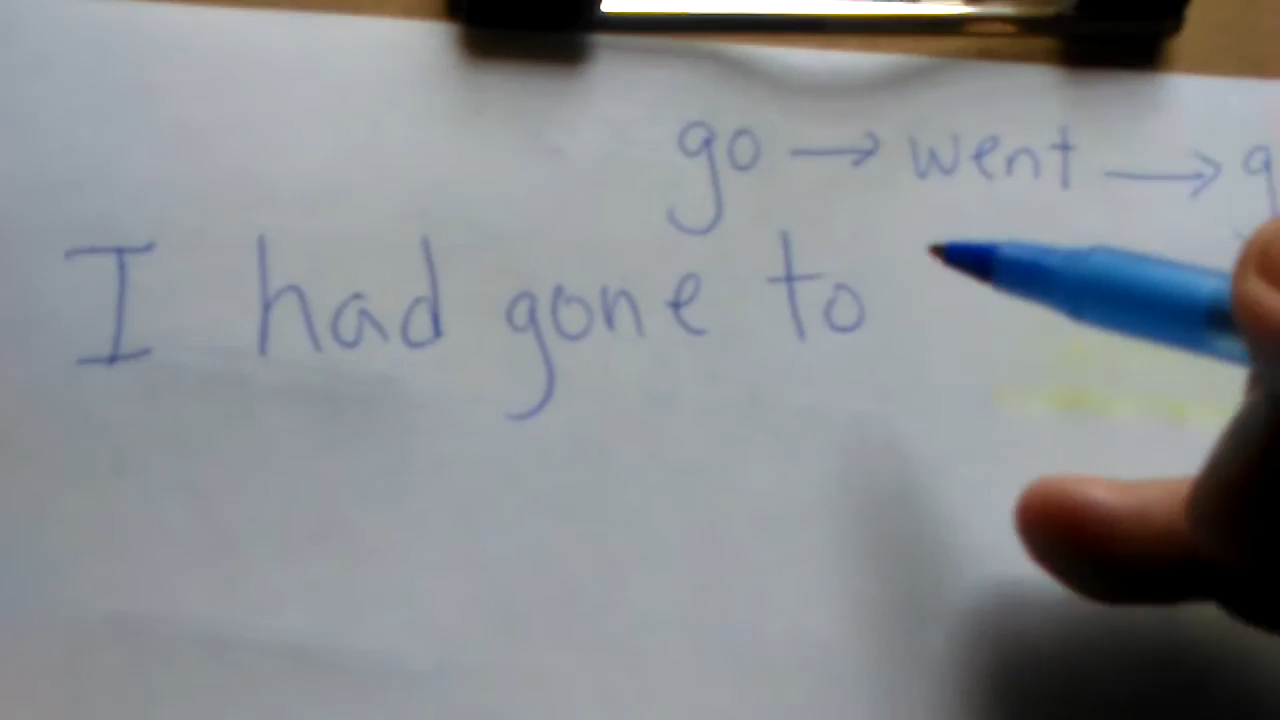 go → went →
I had gone to